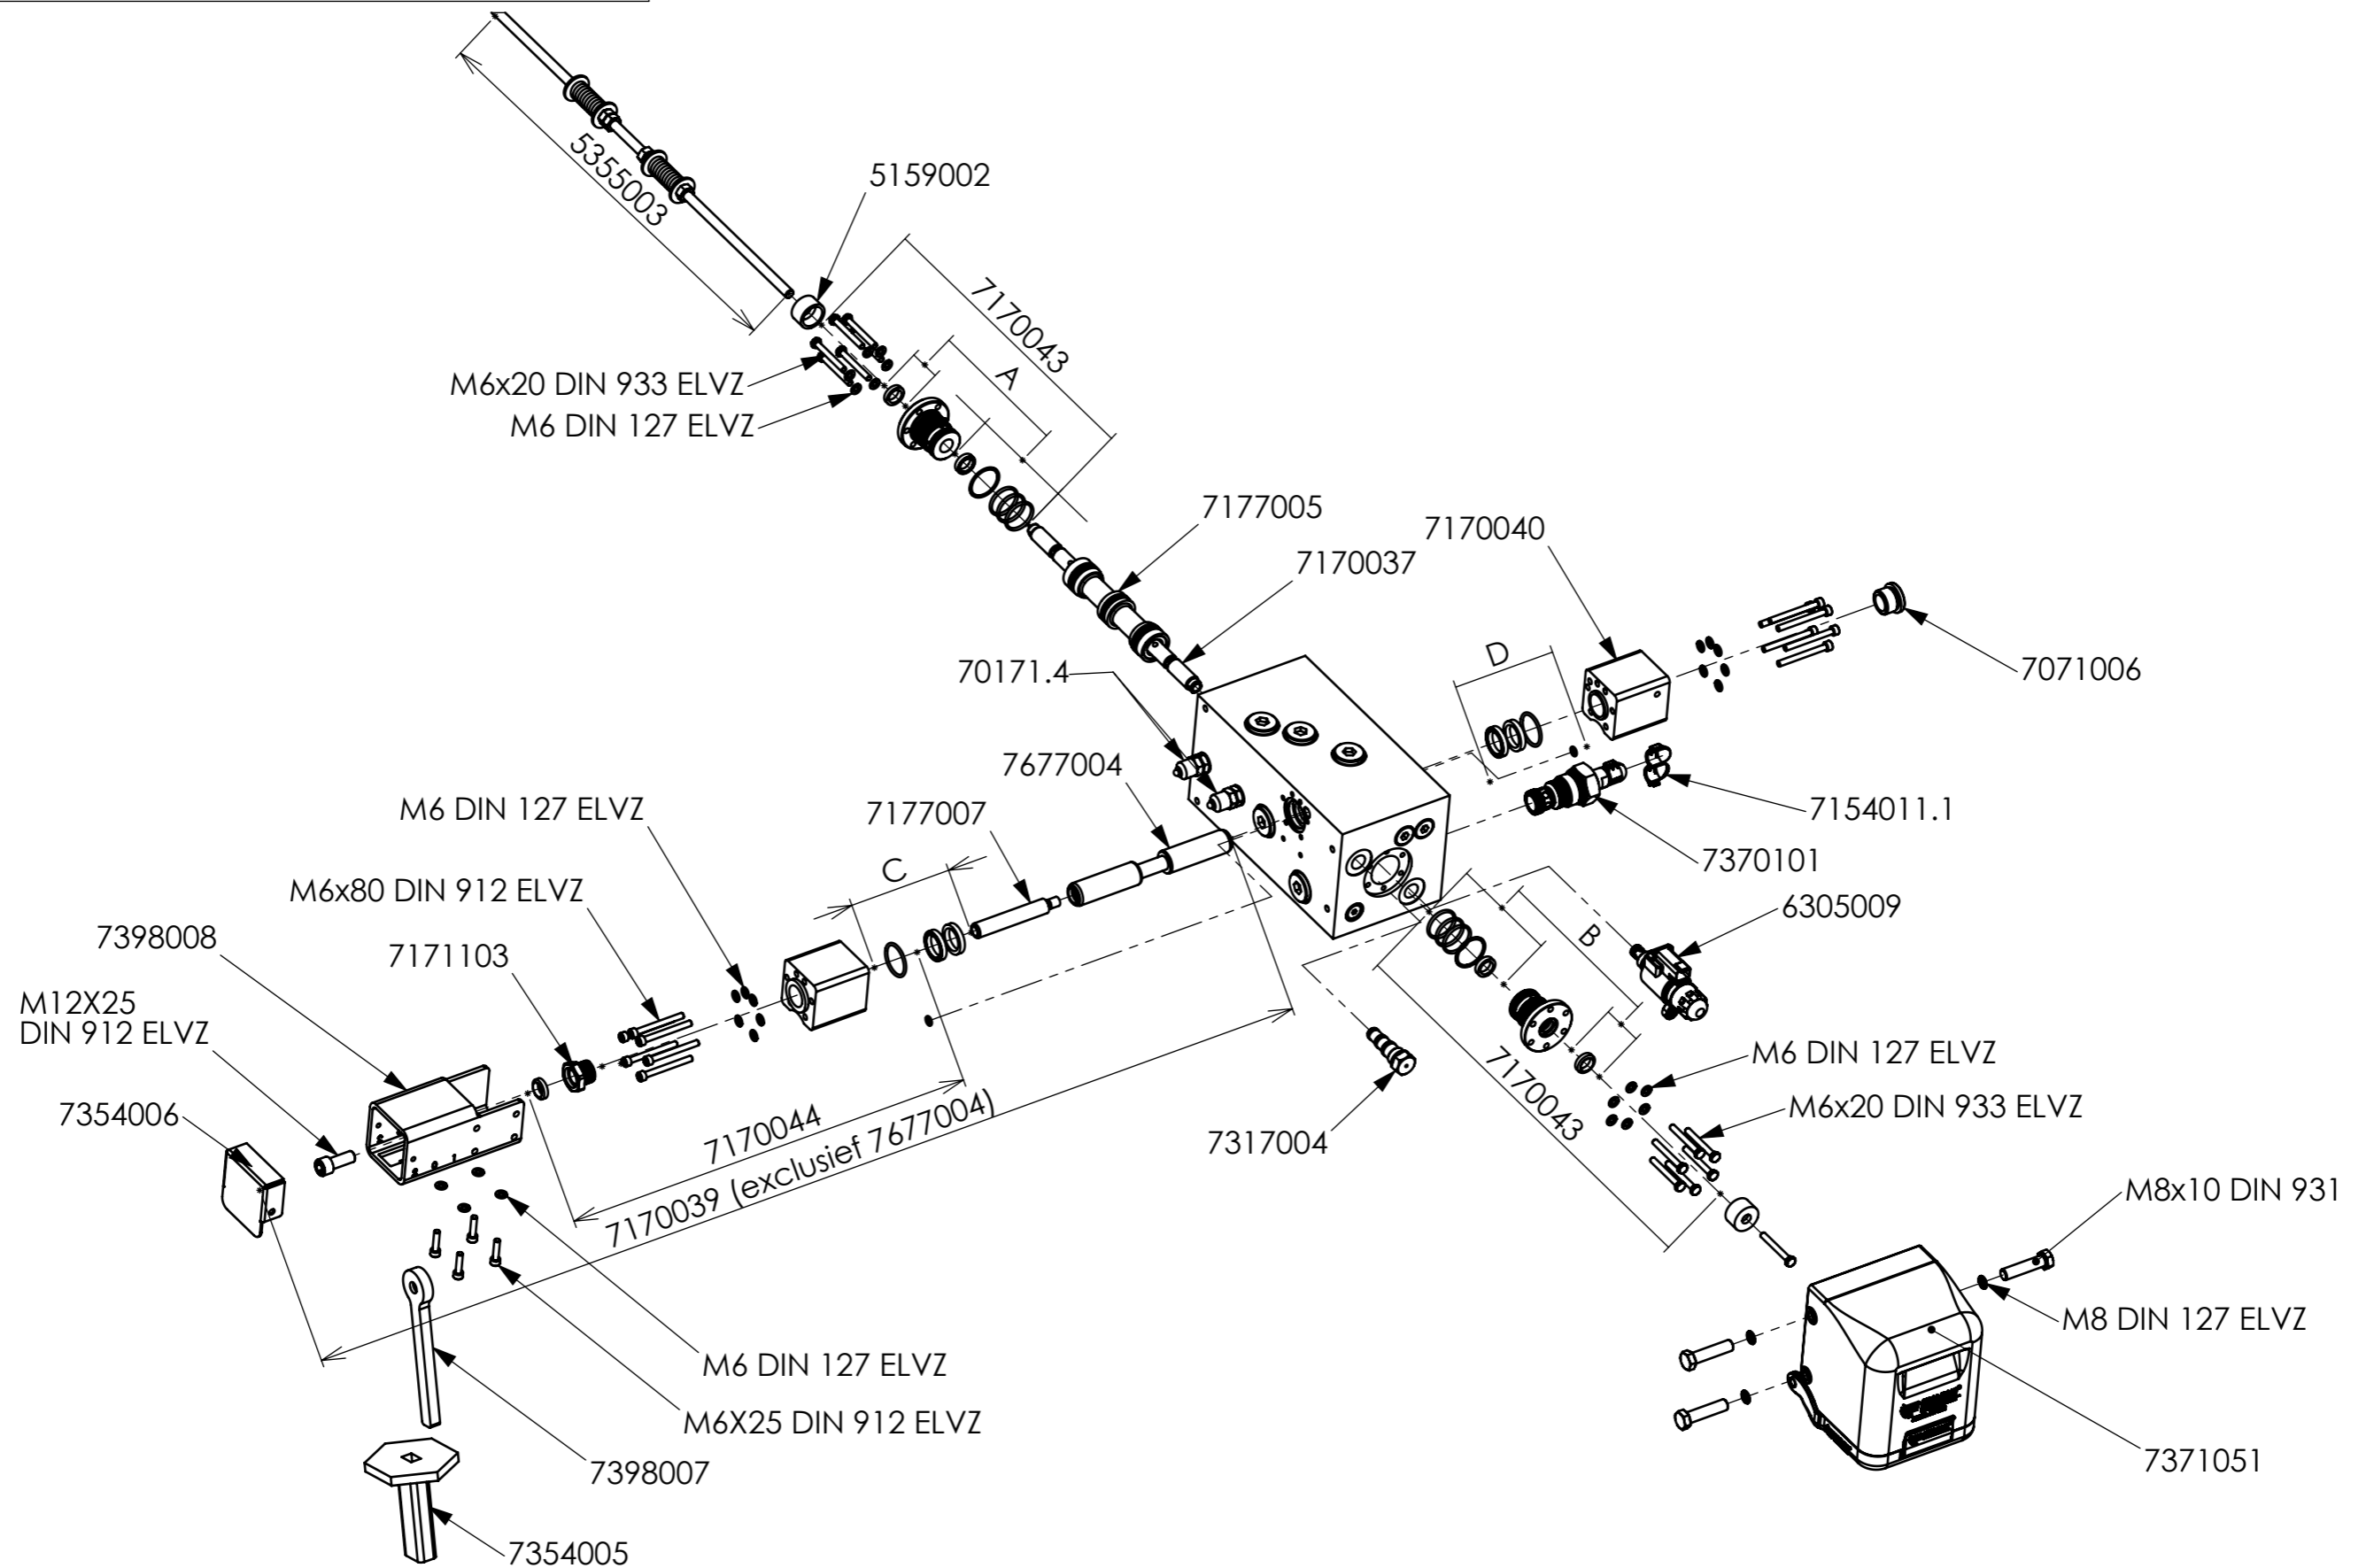 5355003
5159002
7170043
A
M6x20 DIN 933 ELVZ
M6 DIN 127 ELVZ
7177005
7170037
7170040
70171.4
D
7071006
7677004
7154011.1
7177007
7370101
M6 DIN 127 ELVZ
C
M6x80 DIN 912 ELVZ
6305009
7398008
7171103
B
M12X25
DIN 912 ELVZ
M6 DIN 127 ELVZ
7354006
7170044
7170039 (exclusief 7677004)
7317004
7170043
M6x20 DIN 933 ELVZ
M8x10 DIN 931
2 0 1
M8 DIN 127 ELVZ
M6 DIN 127 ELVZ
M6X25 DIN 912 ELVZ
7398007
7371051
7354005